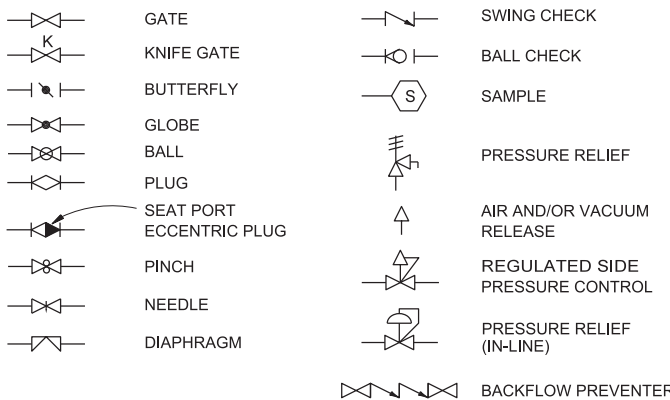 GATE
K
KNIFE GATE
BUTTERFLY
GLOBE
BALL
PLUG
SEAT PORT
ECCENTRIC PLUG
PINCH
NEEDLE
DIAPHRAGM
SWING CHECK
BALL CHECK
S
SAMPLE
PRESSURE RELIEF
AIR AND/OR VACUUM
RELEASE
REGULATED SIDE
PRESSURE CONTROL
PRESSURE RELIEF
(IN-LINE)
BACKFLOW PREVENTER